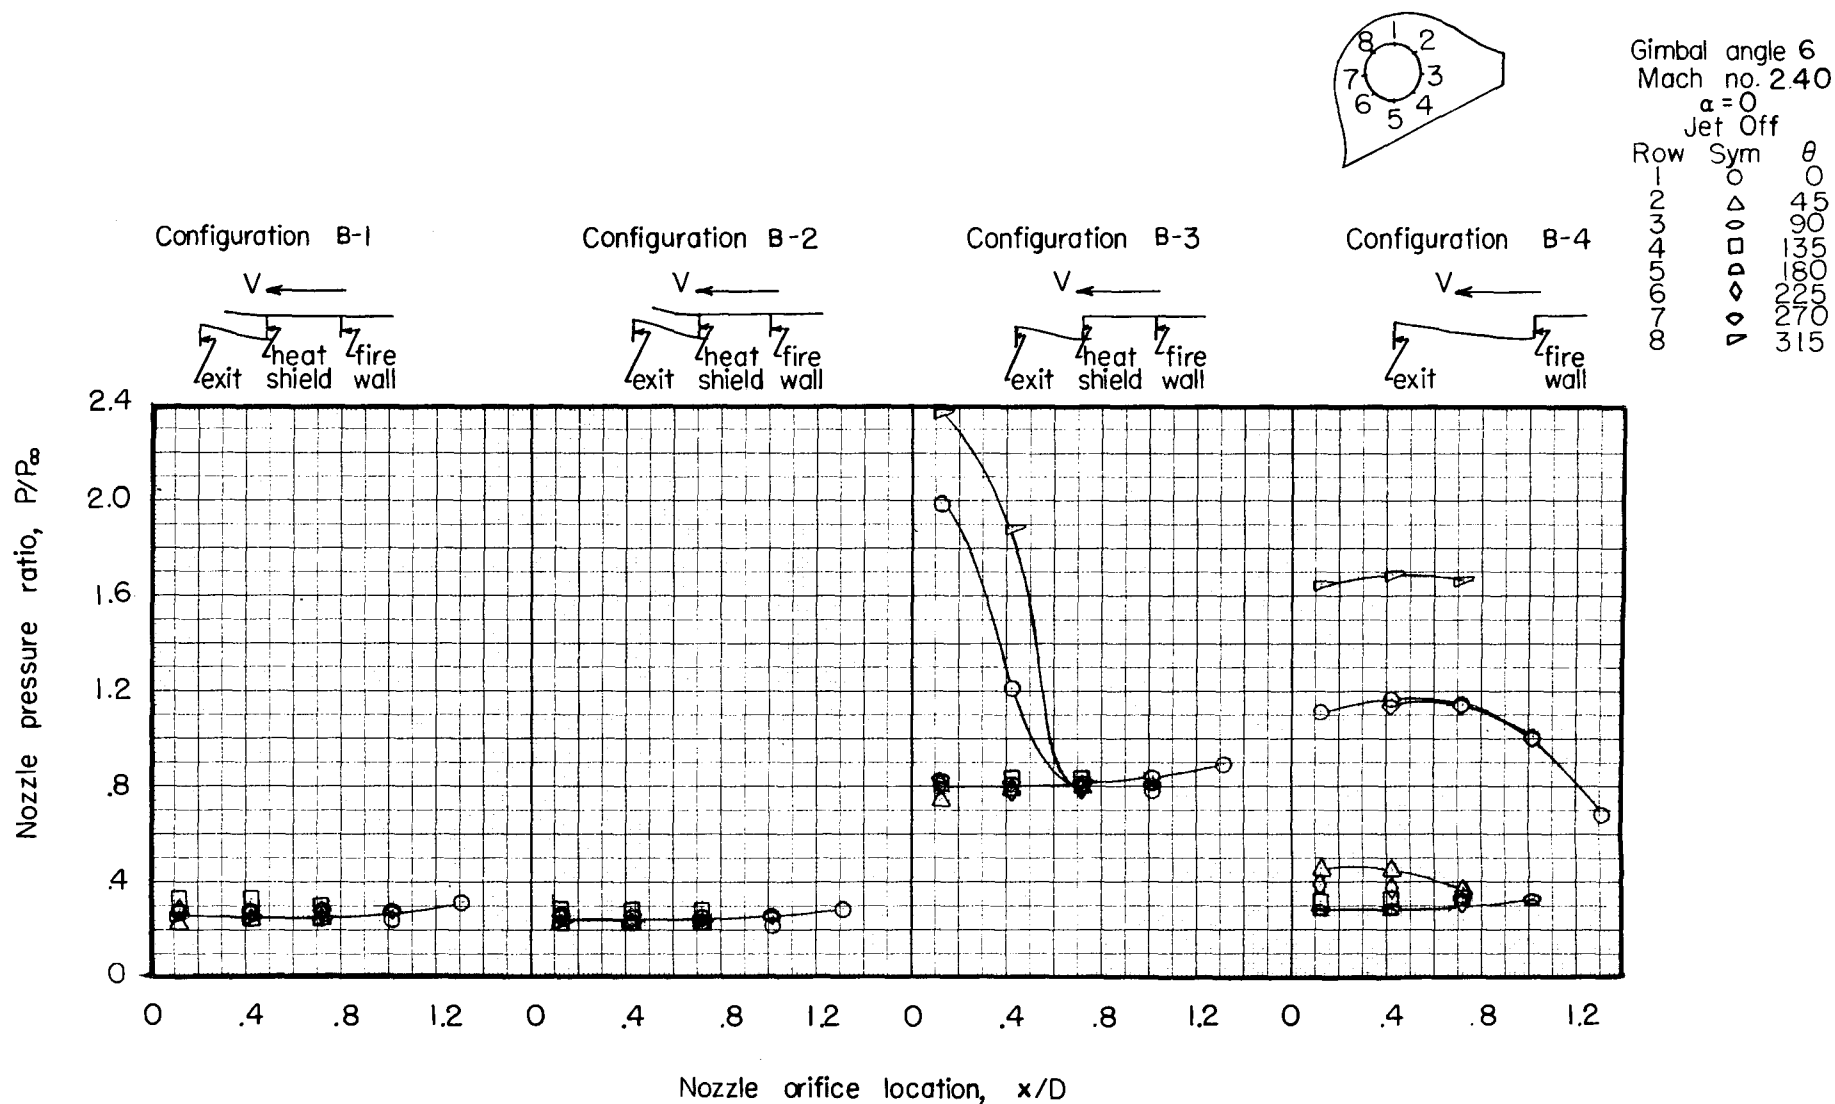 1
2
3
4
5
6
7
8
Gimbal angle 6
Mach no. 2.40
α = 0
Jet Off
Row Sym θ
1 0
2 45
3 90
4 135
5 180
6 225
7 270
8 315
Configuration B-1
Configuration B-2
Configuration B-3
Configuration B-4
V
V
V
V
exit
heat shield
fire wall
exit
heat shield
fire wall
exit
heat shield
fire wall
exit
fire wall
Nozzle pressure ratio, P/P∞
2.4
2.0
1.6
1.2
.8
.4
0
0 .4 .8 1.2 0 .4 .8 1.2 0 .4 .8 1.2 0 .4 .8 1.2
Nozzle orifice location, x/D